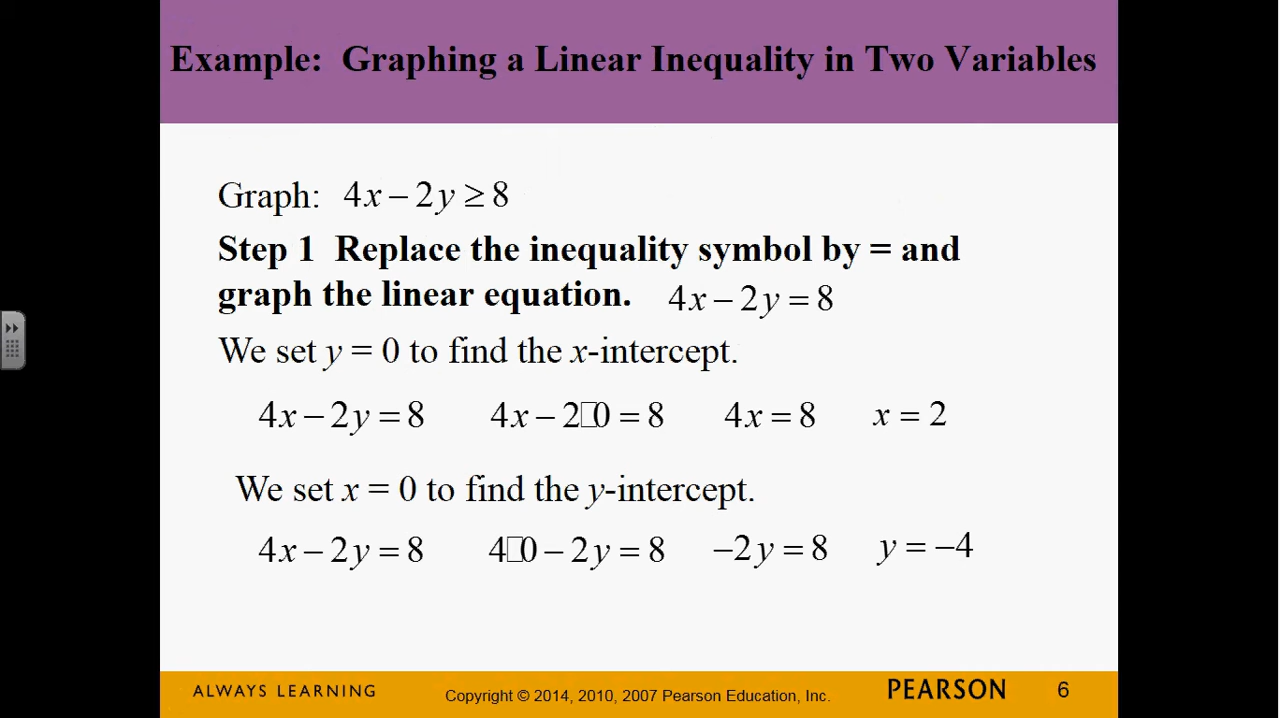 Example: Graphing a Linear Inequality in Two Variables
Graph: 4x − 2y ≥ 8
Step 1 Replace the inequality symbol by = and
graph the linear equation. 4x − 2y = 8
We set y = 0 to find the x-intercept.
4x − 2y = 8 4x − 2□0 = 8 4x = 8 x = 2
We set x = 0 to find the y-intercept.
4x − 2y = 8 4□0 − 2y = 8 −2y = 8 y = −4
ALWAYS LEARNING Copyright © 2014, 2010, 2007 Pearson Education, Inc. PEARSON 6